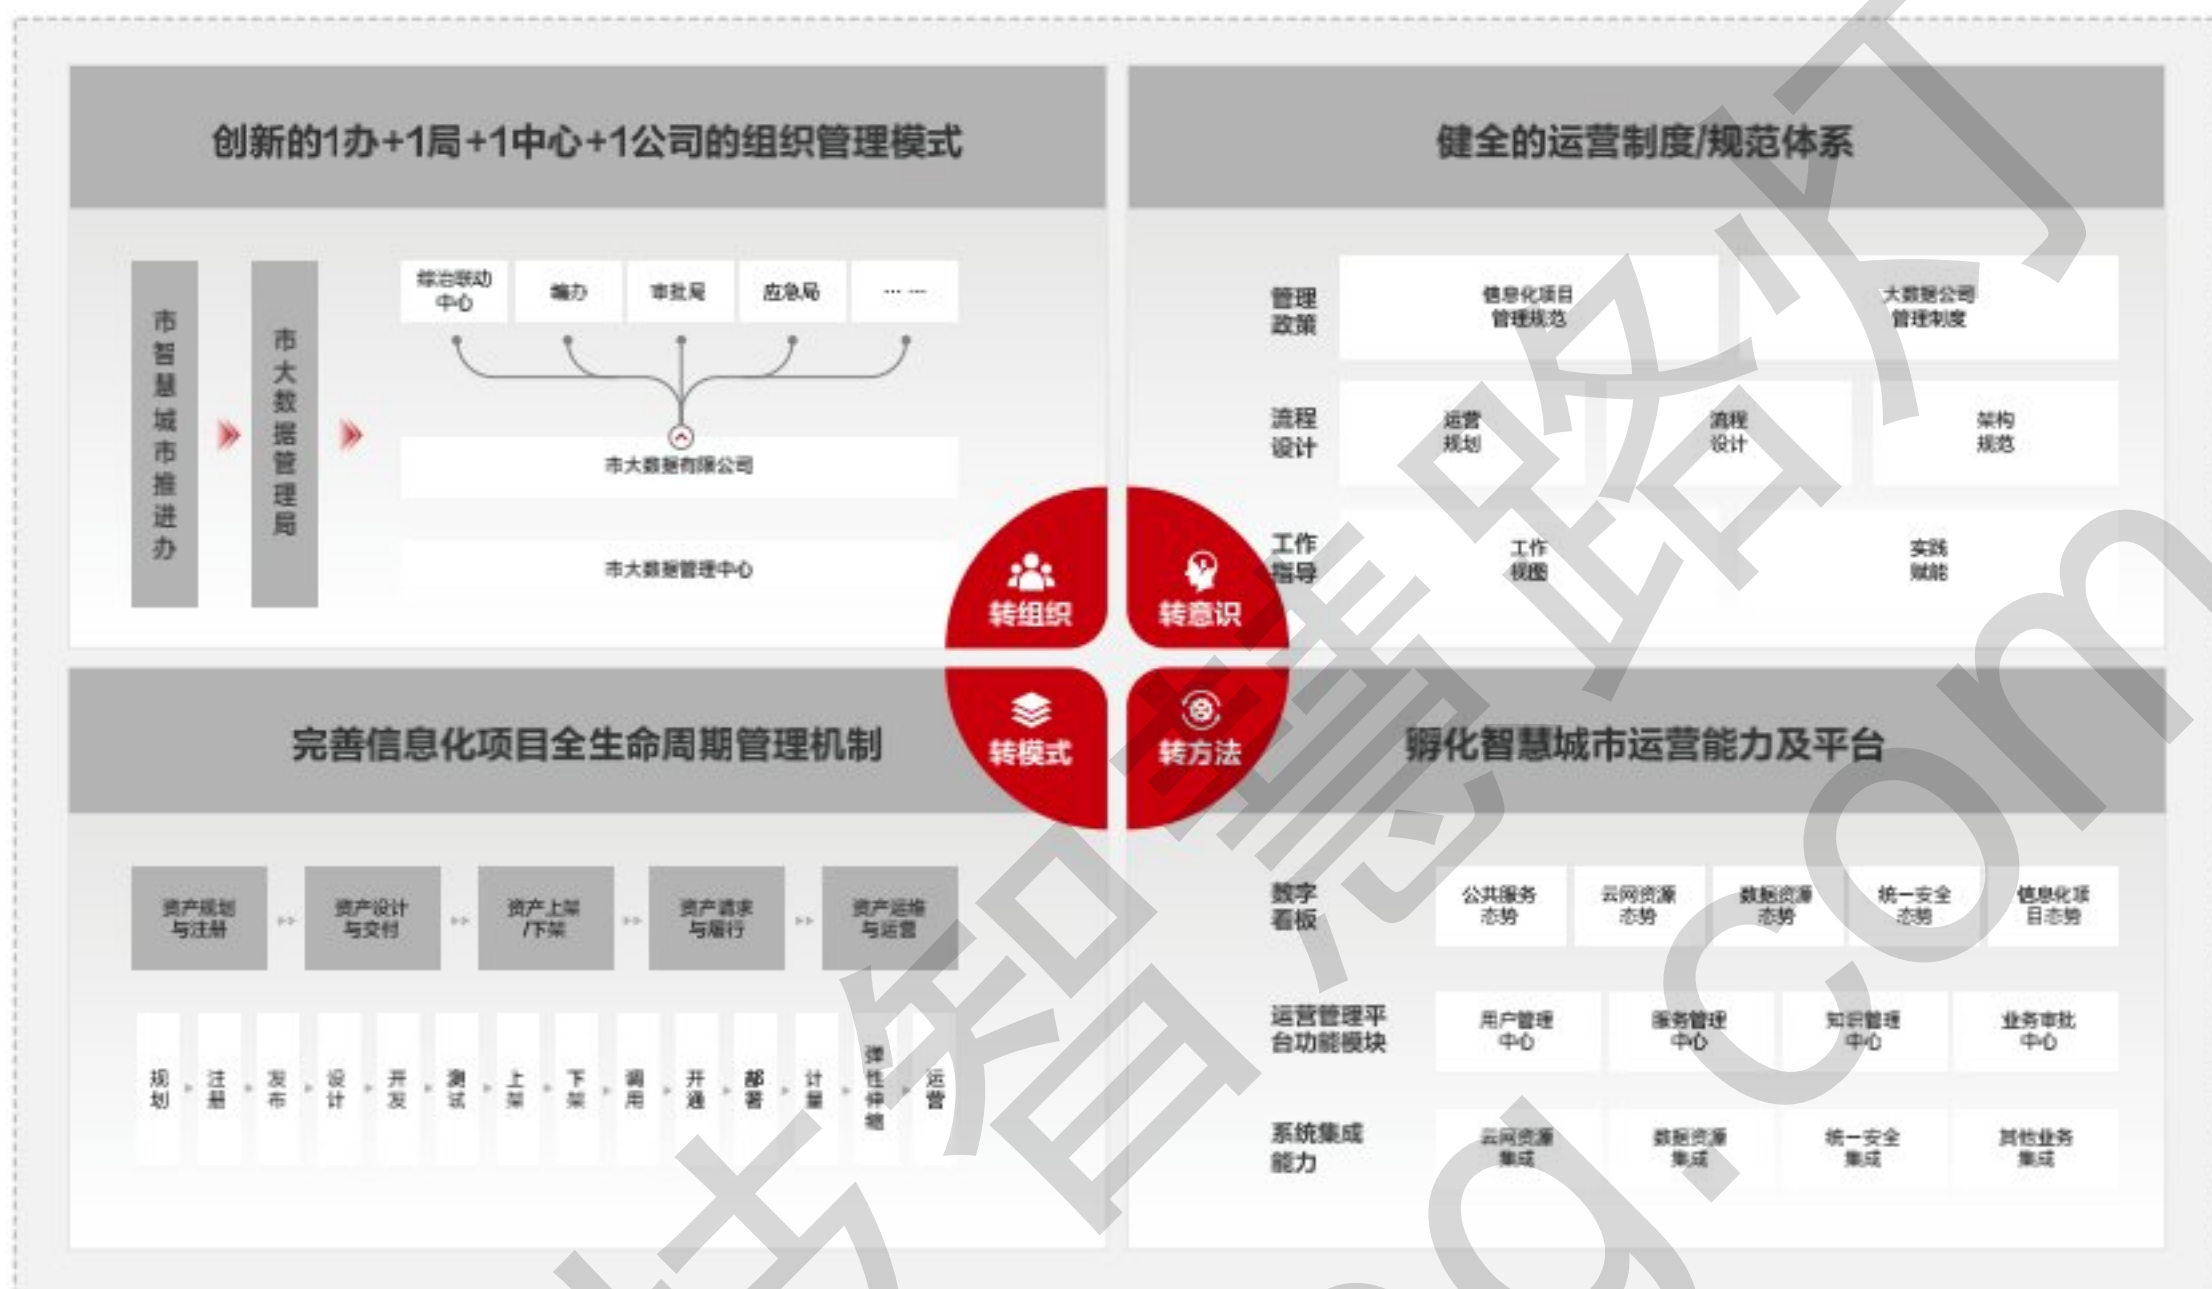 创新的1办+1局+1中心+1公司的组织管理模式
市智慧城市推进办
市大数据管理局
综治联动
中心
编办
审批局
应急局
... ...
市大数据有限公司
市大数据管理中心
转组织
健全的运营制度/规范体系
管理
政策
信息化项目
管理规范
大数据公司
管理制度
流程
设计
运营
规划
流程
设计
架构
规范
工作
指导
工作
视图
实践
赋能
转意识
完善信息化项目全生命周期管理机制
转模式
资产规划
与注册
资产设计
与交付
资产上架
/下架
资产请求
与履行
资产运维
与运营
规划
注册
发布
设计
开发
测试
上架
下架
调用
开通
部署
计量
弹性伸缩
运营
转方法
孵化智慧城市运营能力及平台
数字
看板
公共服务
态势
云网资源
态势
数据资源
态势
统一安全
态势
信息化项
目态势
运营管理平
台功能模块
用户管理
中心
服务管理
中心
知识管理
中心
业务审批
中心
系统集成
能力
云网资源
集成
数据资源
集成
统一安全
集成
其他业务
集成
智慧路灯
g.com